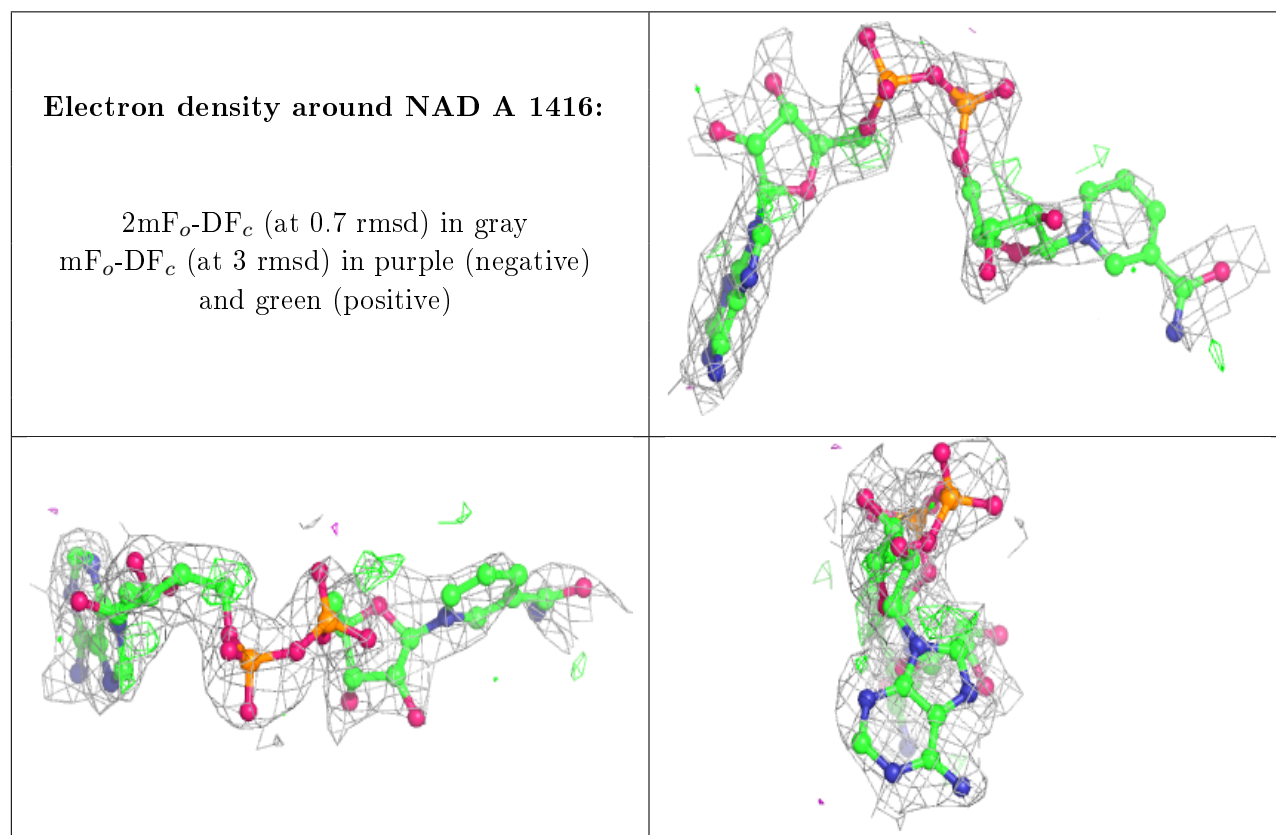 Electron density around NAD A 1416:
2mFₒ-DF𝒸 (at 0.7 rmsd) in gray
mFₒ-DF𝒸 (at 3 rmsd) in purple (negative)
and green (positive)